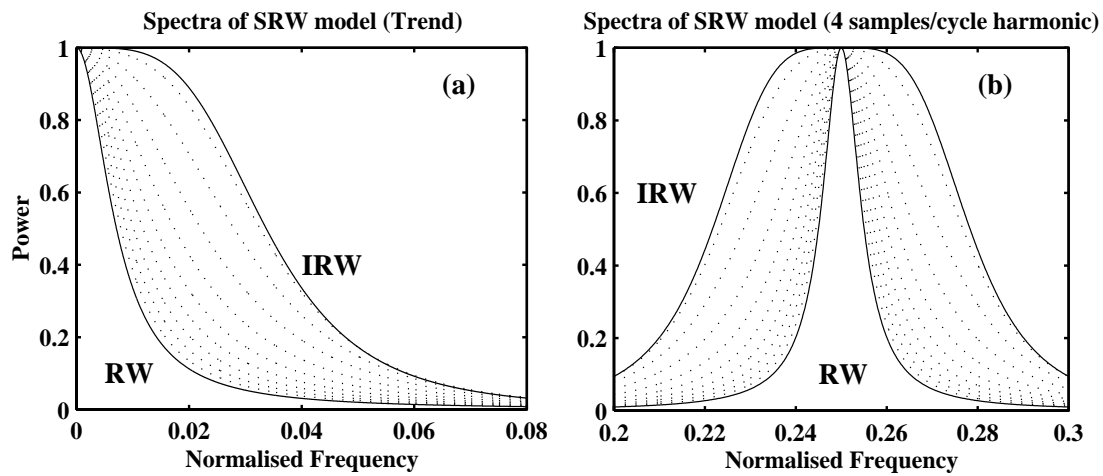 Spectra of SRW model (Trend)
1
0.8
0.6
0.4
0.2
0
Power
(a)
IRW
RW
0
0.02
0.04
0.06
0.08
Normalised Frequency
Spectra of SRW model (4 samples/cycle harmonic)
1
0.8
0.6
0.4
0.2
0
(b)
IRW
RW
0.2
0.22
0.24
0.26
0.28
0.3
Normalised Frequency